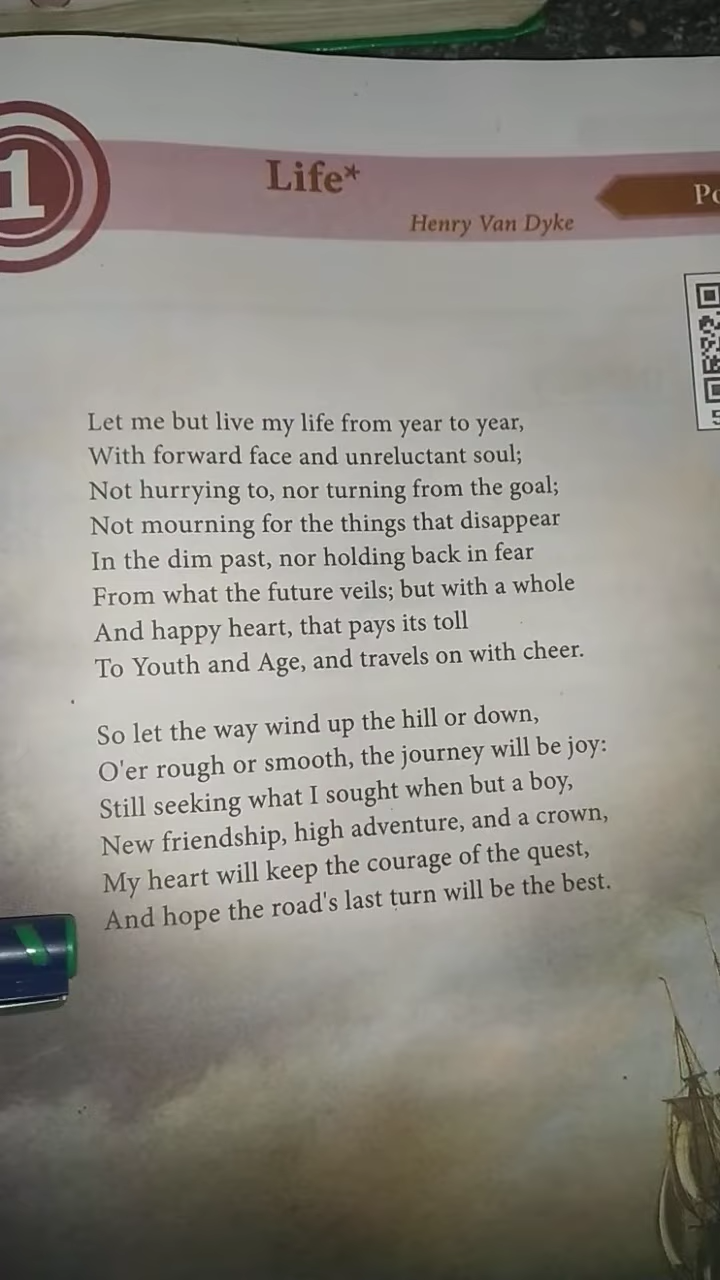 1
Life*
Henry Van Dyke
Let me but live my life from year to year,
With forward face and unreluctant soul;
Not hurrying to, nor turning from the goal;
Not mourning for the things that disappear
In the dim past, nor holding back in fear
From what the future veils; but with a whole
And happy heart, that pays its toll
To Youth and Age, and travels on with cheer.
So let the way wind up the hill or down,
O'er rough or smooth, the journey will be joy:
Still seeking what I sought when but a boy,
New friendship, high adventure, and a crown,
My heart will keep the courage of the quest,
And hope the road's last turn will be the best.